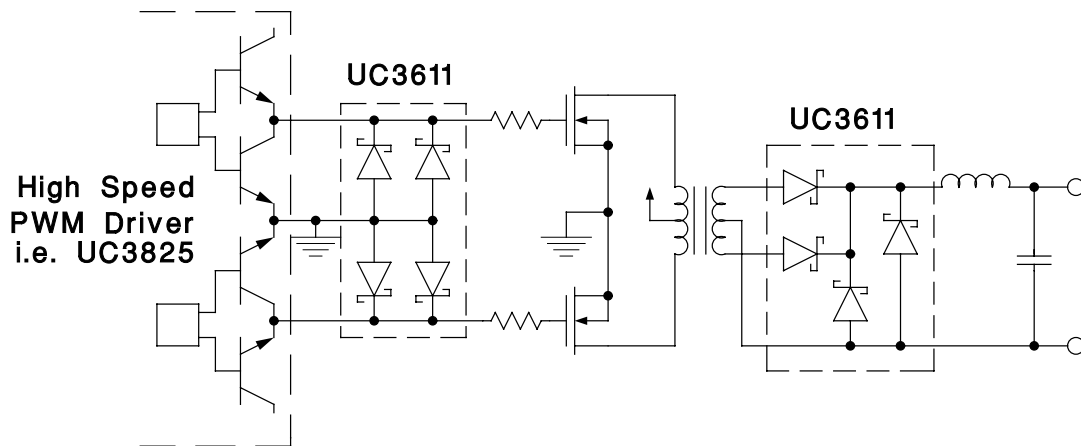 UC3611
UC3611
High Speed
PWM Driver
i.e. UC3825